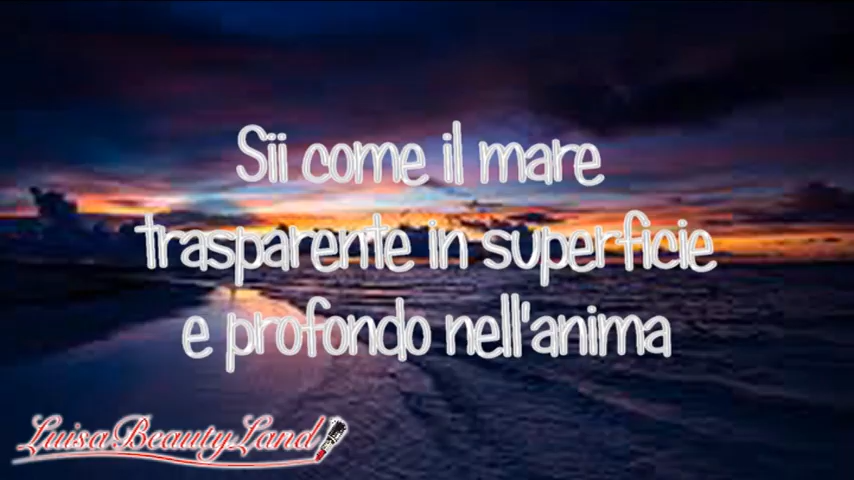 Sii come il mare
trasparente in superficie
e profondo nell'anima
LuisaBeautyLand